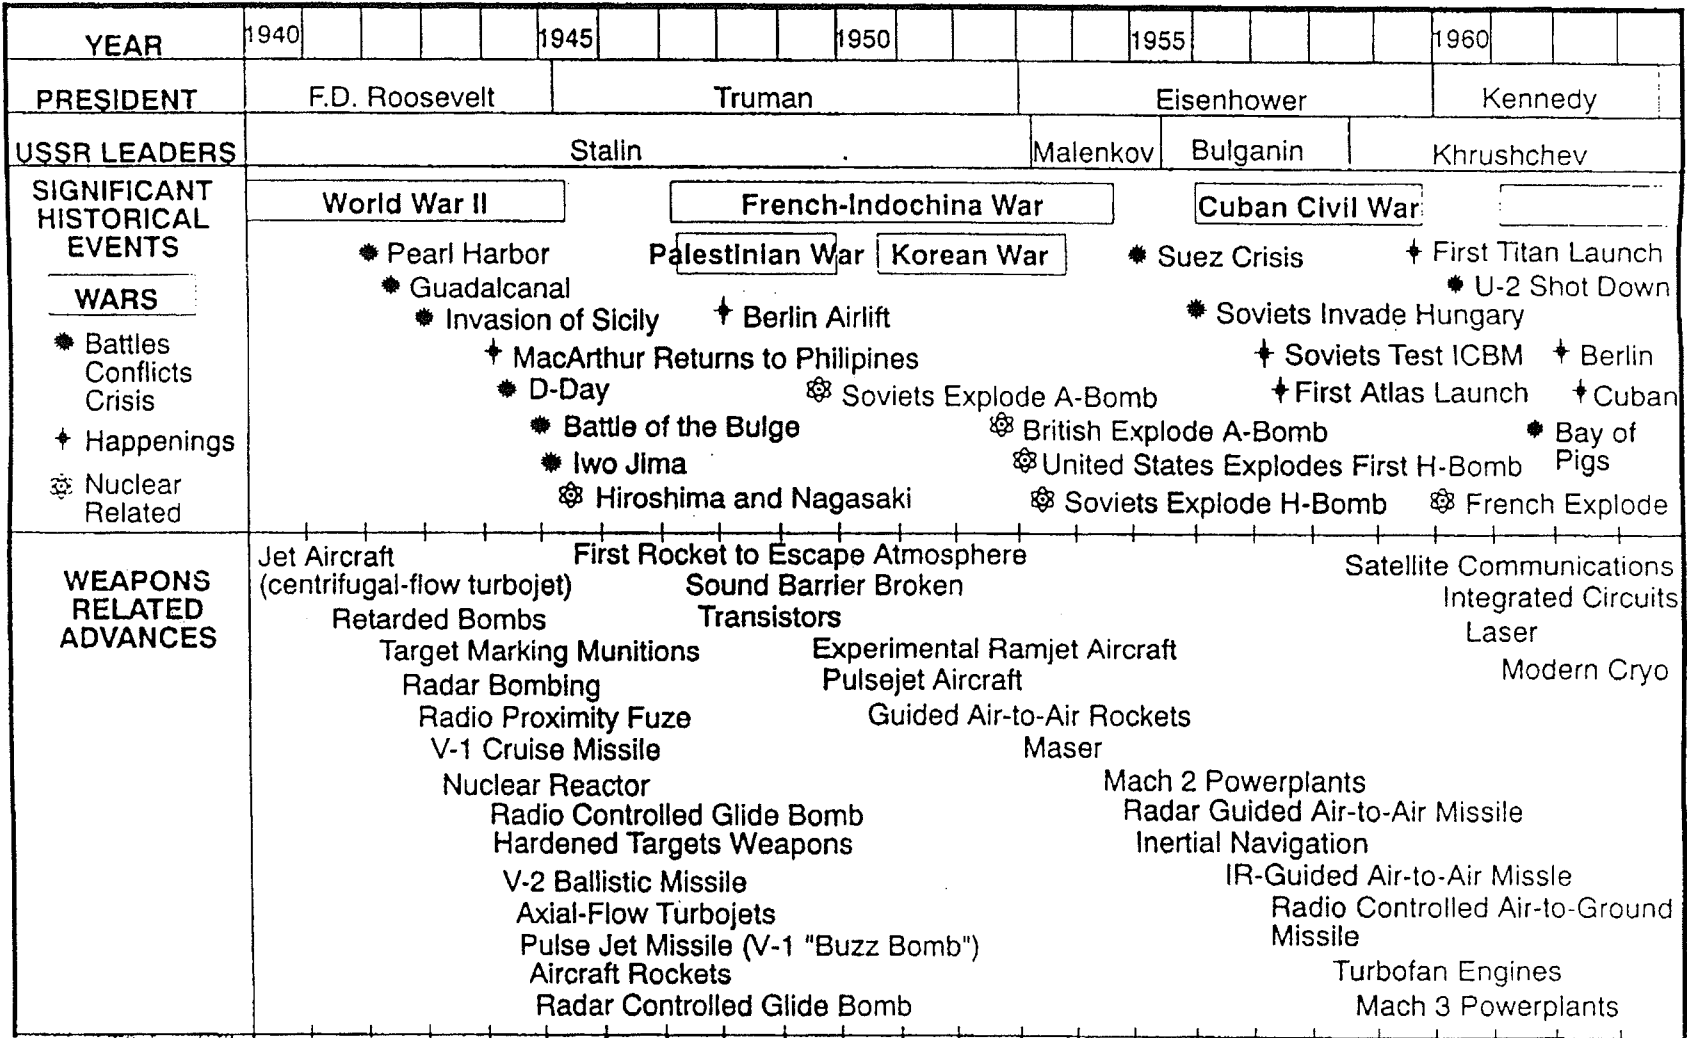 YEAR 1940 1945 1950 1955 1960
PRESIDENT F.D. Roosevelt Truman Eisenhower Kennedy
USSR LEADERS Stalin Malenkov Bulganin Khrushchev
SIGNIFICANT
HISTORICAL
EVENTS
WARS
Battles
Conflicts
Crisis
Happenings
Nuclear
Related
World War II French-Indochina War Cuban Civil War
Palestinian War Korean War
Pearl Harbor Suez Crisis First Titan Launch
Guadalcanal U-2 Shot Down
Invasion of Sicily Berlin Airlift Soviets Invade Hungary
MacArthur Returns to Philipines Soviets Test ICBM Berlin
D-Day Soviets Explode A-Bomb First Atlas Launch Cuban
Battle of the Bulge British Explode A-Bomb Bay of
Pigs
Iwo Jima United States Explodes First H-Bomb
Hiroshima and Nagasaki Soviets Explode H-Bomb French Explode
WEAPONS
RELATED
ADVANCES
Jet Aircraft
(centrifugal-flow turbojet)
Retarded Bombs
Target Marking Munitions
Radar Bombing
Radio Proximity Fuze
V-1 Cruise Missile
Nuclear Reactor
Radio Controlled Glide Bomb
Hardened Targets Weapons
V-2 Ballistic Missile
Axial-Flow Turbojets
Pulse Jet Missile (V-1 "Buzz Bomb")
Aircraft Rockets
Radar Controlled Glide Bomb
First Rocket to Escape Atmosphere
Sound Barrier Broken
Transistors
Experimental Ramjet Aircraft
Pulsejet Aircraft
Guided Air-to-Air Rockets
Maser
Mach 2 Powerplants
Radar Guided Air-to-Air Missile
Inertial Navigation
IR-Guided Air-to-Air Missle
Radio Controlled Air-to-Ground
Missile
Turbofan Engines
Mach 3 Powerplants
Satellite Communications
Integrated Circuits
Laser
Modern Cryo